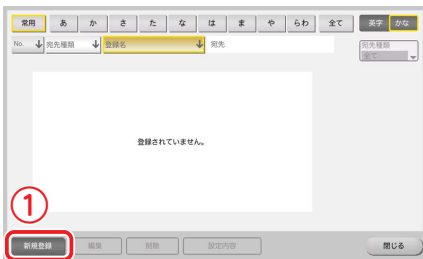 常用 あ か さ た な は ま や らわ 全て 英字 かな
No. ↓ 宛先種類 ↓ 登録名 ↓ 宛先
宛先種類
全て
登録されていません。
①
新規登録 編集 削除 設定内容 閉じる